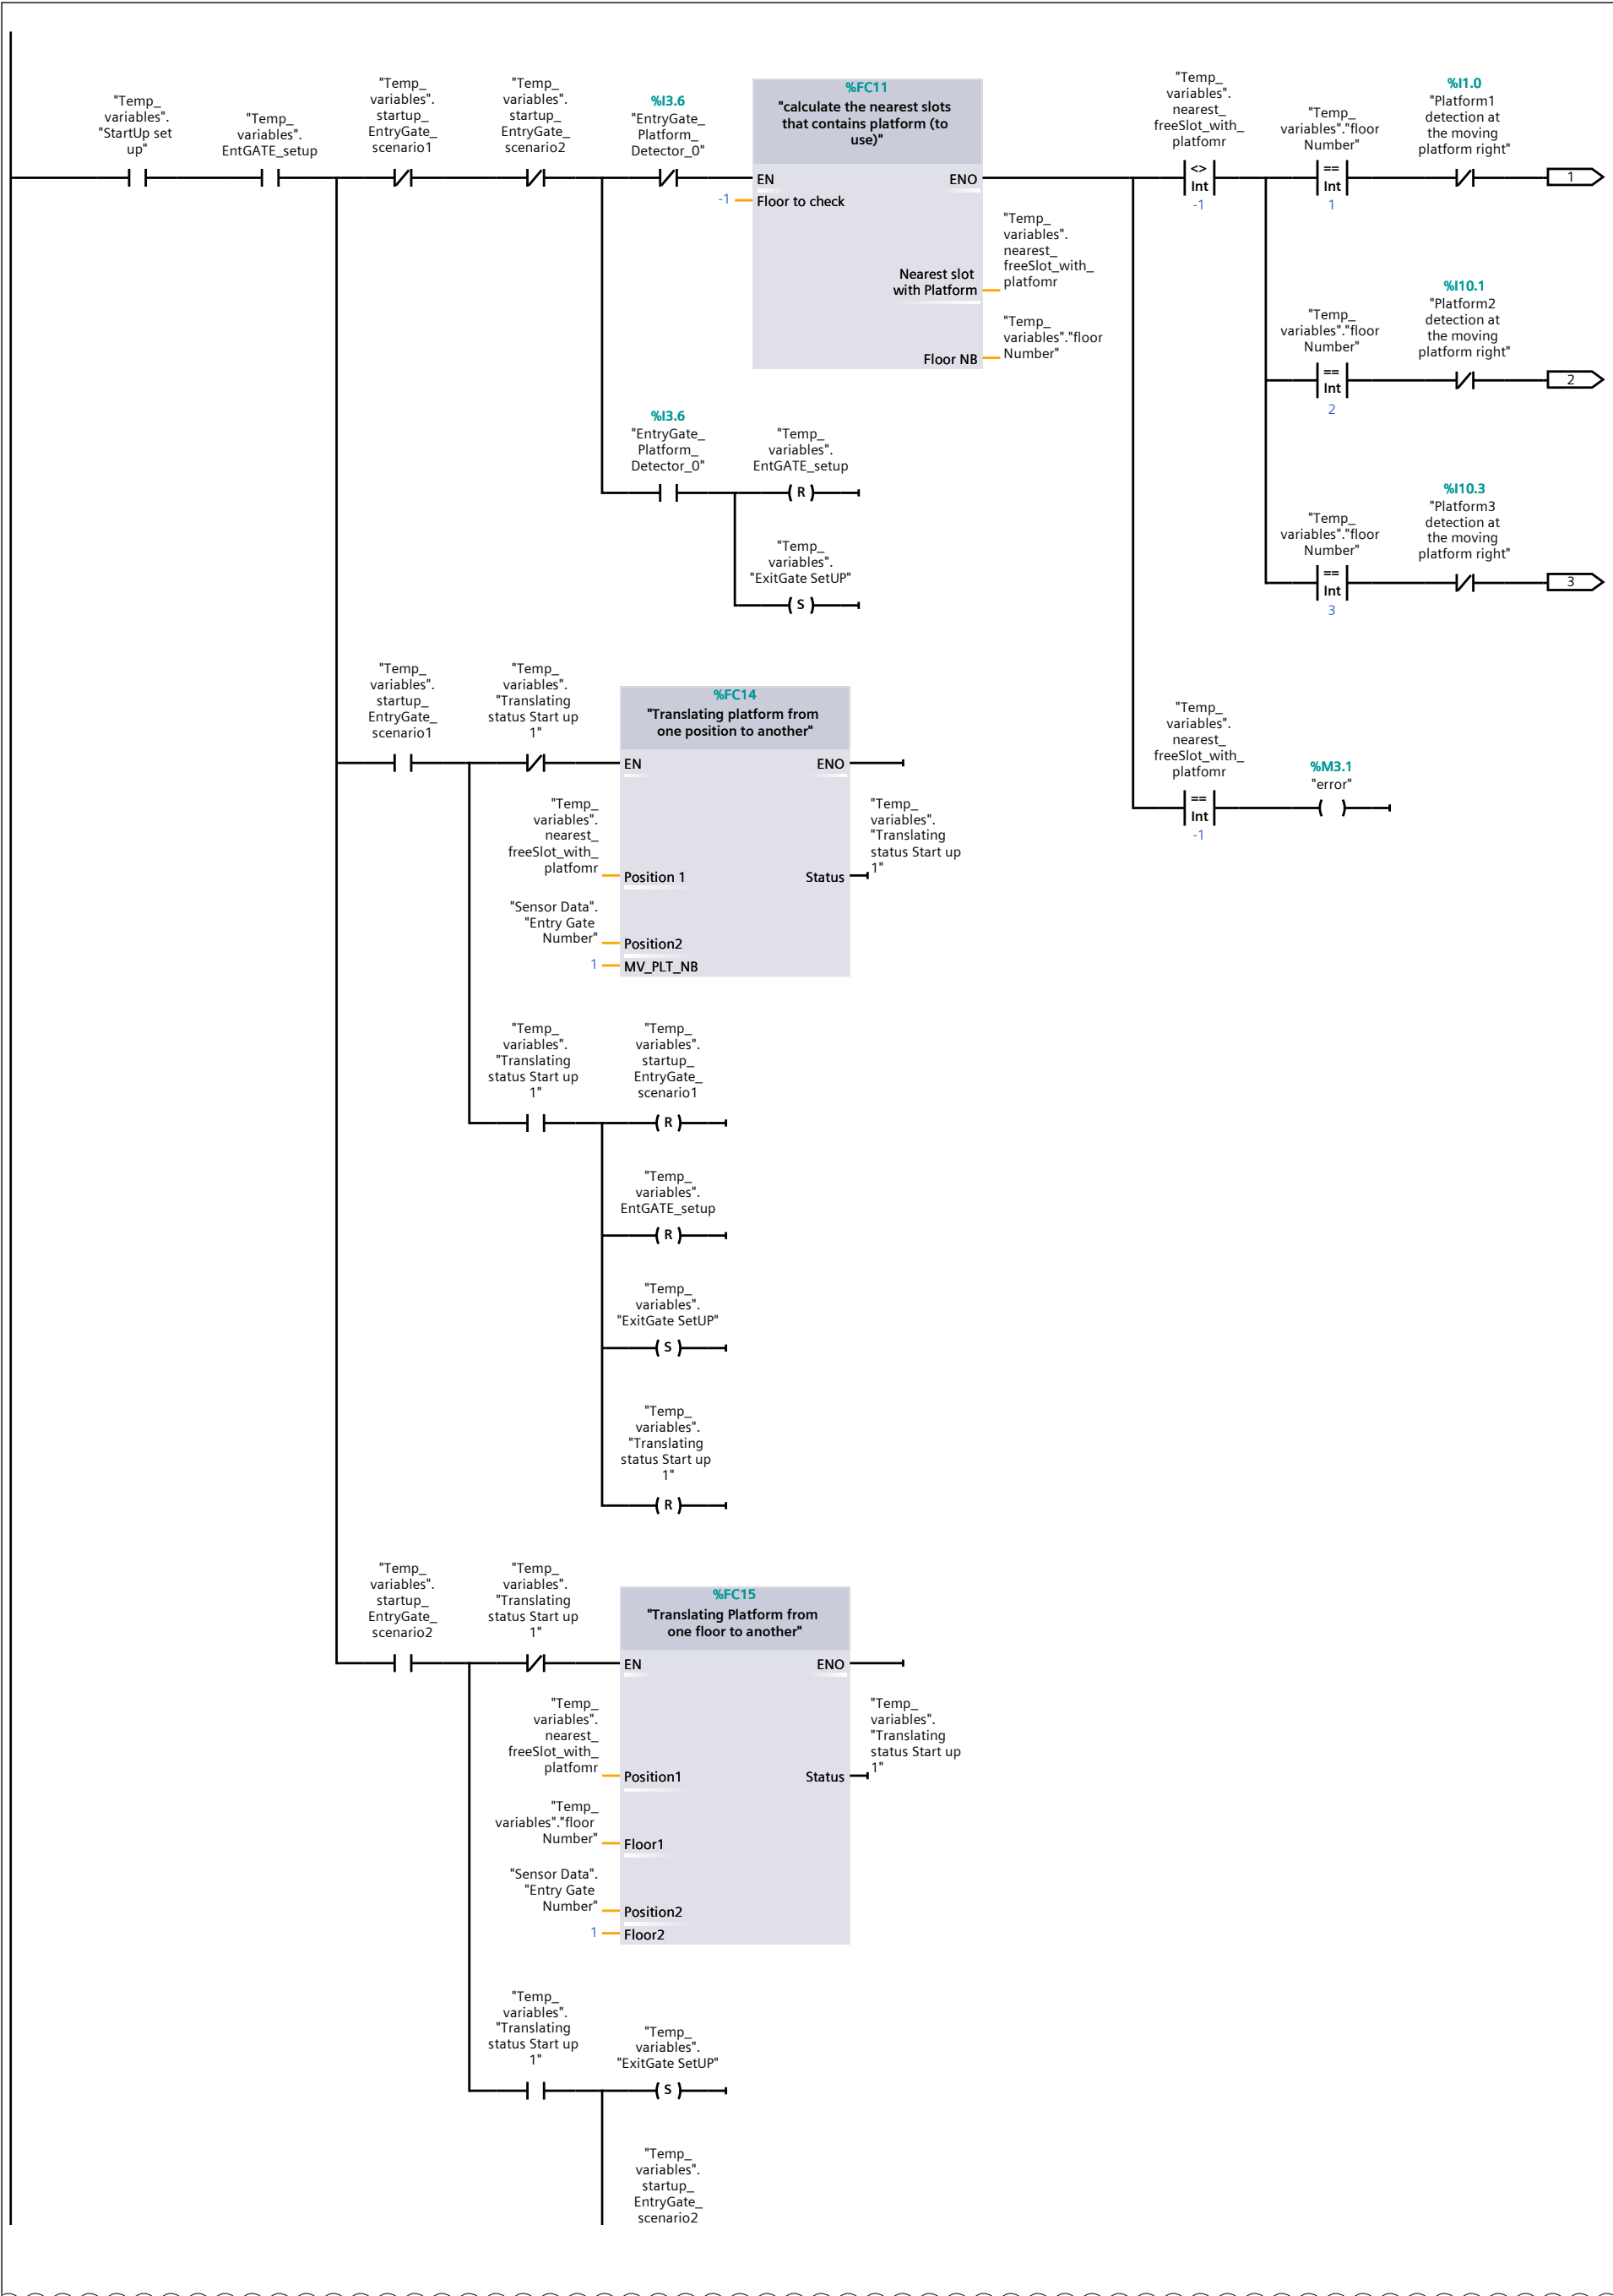 "Temp_
variables".
"StartUp set
up"
"Temp_
variables".
EntGATE_setup
"Temp_
variables".
startup_
EntryGate_
scenario1
"Temp_
variables".
startup_
EntryGate_
scenario2
%I3.6
"EntryGate_
Platform_
Detector_0"
%FC11
"calculate the nearest slots
that contains platform (to
use)"
EN
ENO
-1
Floor to check
Nearest slot
with Platform
"Temp_
variables".
nearest_
freeSlot_with_
platfomr
Floor NB
"Temp_
variables"."floor
Number"
"Temp_
variables".
nearest_
freeSlot_with_
platfomr
<>
Int
-1
"Temp_
variables"."floor
Number"
==
Int
1
%I1.0
"Platform1
detection at
the moving
platform right"
1
"Temp_
variables"."floor
Number"
==
Int
2
%I10.1
"Platform2
detection at
the moving
platform right"
2
"Temp_
variables"."floor
Number"
==
Int
3
%I10.3
"Platform3
detection at
the moving
platform right"
3
%I3.6
"EntryGate_
Platform_
Detector_0"
"Temp_
variables".
EntGATE_setup
R
"Temp_
variables".
"ExitGate SetUP"
S
"Temp_
variables".
nearest_
freeSlot_with_
platfomr
==
Int
-1
%M3.1
"error"
"Temp_
variables".
startup_
EntryGate_
scenario1
"Temp_
variables".
"Translating
status Start up
1"
%FC14
"Translating platform from
one position to another"
EN
ENO
"Temp_
variables".
nearest_
freeSlot_with_
platfomr
Position 1
Status
"Temp_
variables".
"Translating
status Start up
1"
"Sensor Data".
"Entry Gate
Number"
Position2
1
MV_PLT_NB
"Temp_
variables".
"Translating
status Start up
1"
"Temp_
variables".
startup_
EntryGate_
scenario1
R
"Temp_
variables".
EntGATE_setup
R
"Temp_
variables".
"ExitGate SetUP"
S
"Temp_
variables".
"Translating
status Start up
1"
R
"Temp_
variables".
startup_
EntryGate_
scenario2
"Temp_
variables".
"Translating
status Start up
1"
%FC15
"Translating Platform from
one floor to another"
EN
ENO
"Temp_
variables".
nearest_
freeSlot_with_
platfomr
Position1
Status
"Temp_
variables".
"Translating
status Start up
1"
"Temp_
variables"."floor
Number"
Floor1
"Sensor Data".
"Entry Gate
Number"
Position2
1
Floor2
"Temp_
variables".
"Translating
status Start up
1"
"Temp_
variables".
"ExitGate SetUP"
S
"Temp_
variables".
startup_
EntryGate_
scenario2